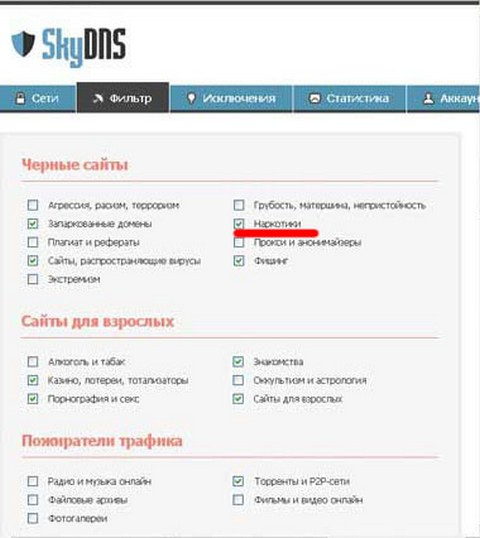 SkyDNS
Сети Фильтр Исключения Статистика Аккаун
Черные сайты
Агрессия, расизм, терроризм
Грубость, матершина, непристойность
Запаркованные домены
Наркотики
Плагиат и рефераты
Прокси и анонимайзеры
Сайты, распространяющие вирусы
Фишинг
Экстремизм
Сайты для взрослых
Алкоголь и табак
Знакомства
Казино, лотереи, тотализаторы
Оккультизм и астрология
Порнография и секс
Сайты для взрослых
Пожиратели трафика
Радио и музыка онлайн
Торренты и P2P-сети
Файловые архивы
Фильмы и видео онлайн
Фотогалереи